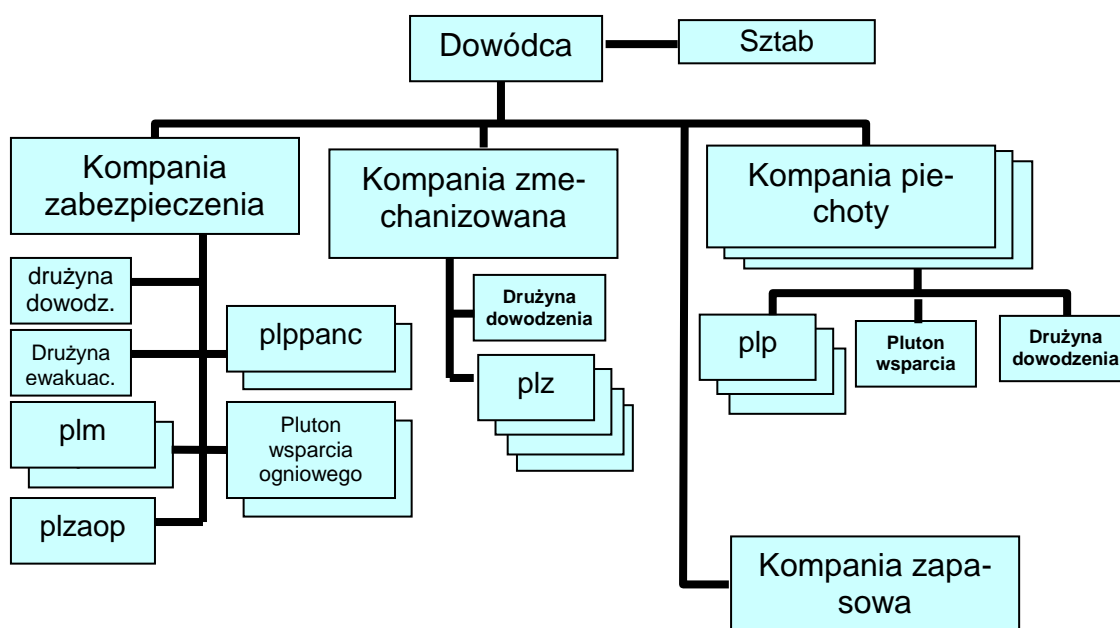 Dowódca
Sztab
Kompania
zabezpieczenia
Kompania zme-
chanizowana
Kompania pie-
choty
drużyna
dowodz.
Drużyna
ewakuac.
plm
plzaop
plppanc
Pluton
wsparcia
ogniowego
Drużyna
dowodzenia
plz
plp
Pluton
wsparcia
Drużyna
dowodzenia
Kompania zapa-
sowa